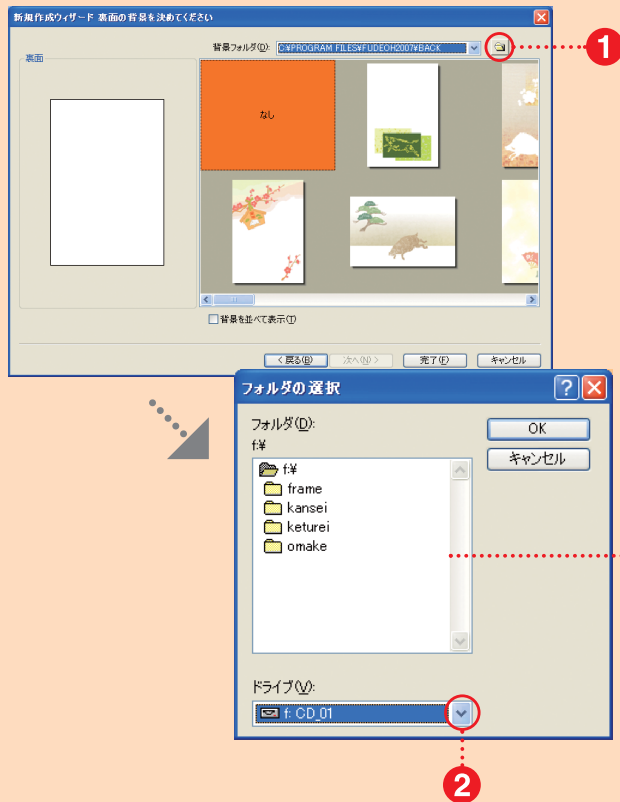 新規作成ウィザード 裏面の背景を決めてください
背景フォルダ(D): C:¥PROGRAM FILES¥FUDEOH2007¥BACK
1
裏面
なし
背景を並べて表示(T)
< 戻る(B) 次へ(N) > 完了(F) キャンセル
フォルダの選択
フォルダ(D):
OK
f:¥
キャンセル
f:¥
frame
kansei
keturei
omake
ドライブ(V):
f: CD_01
2